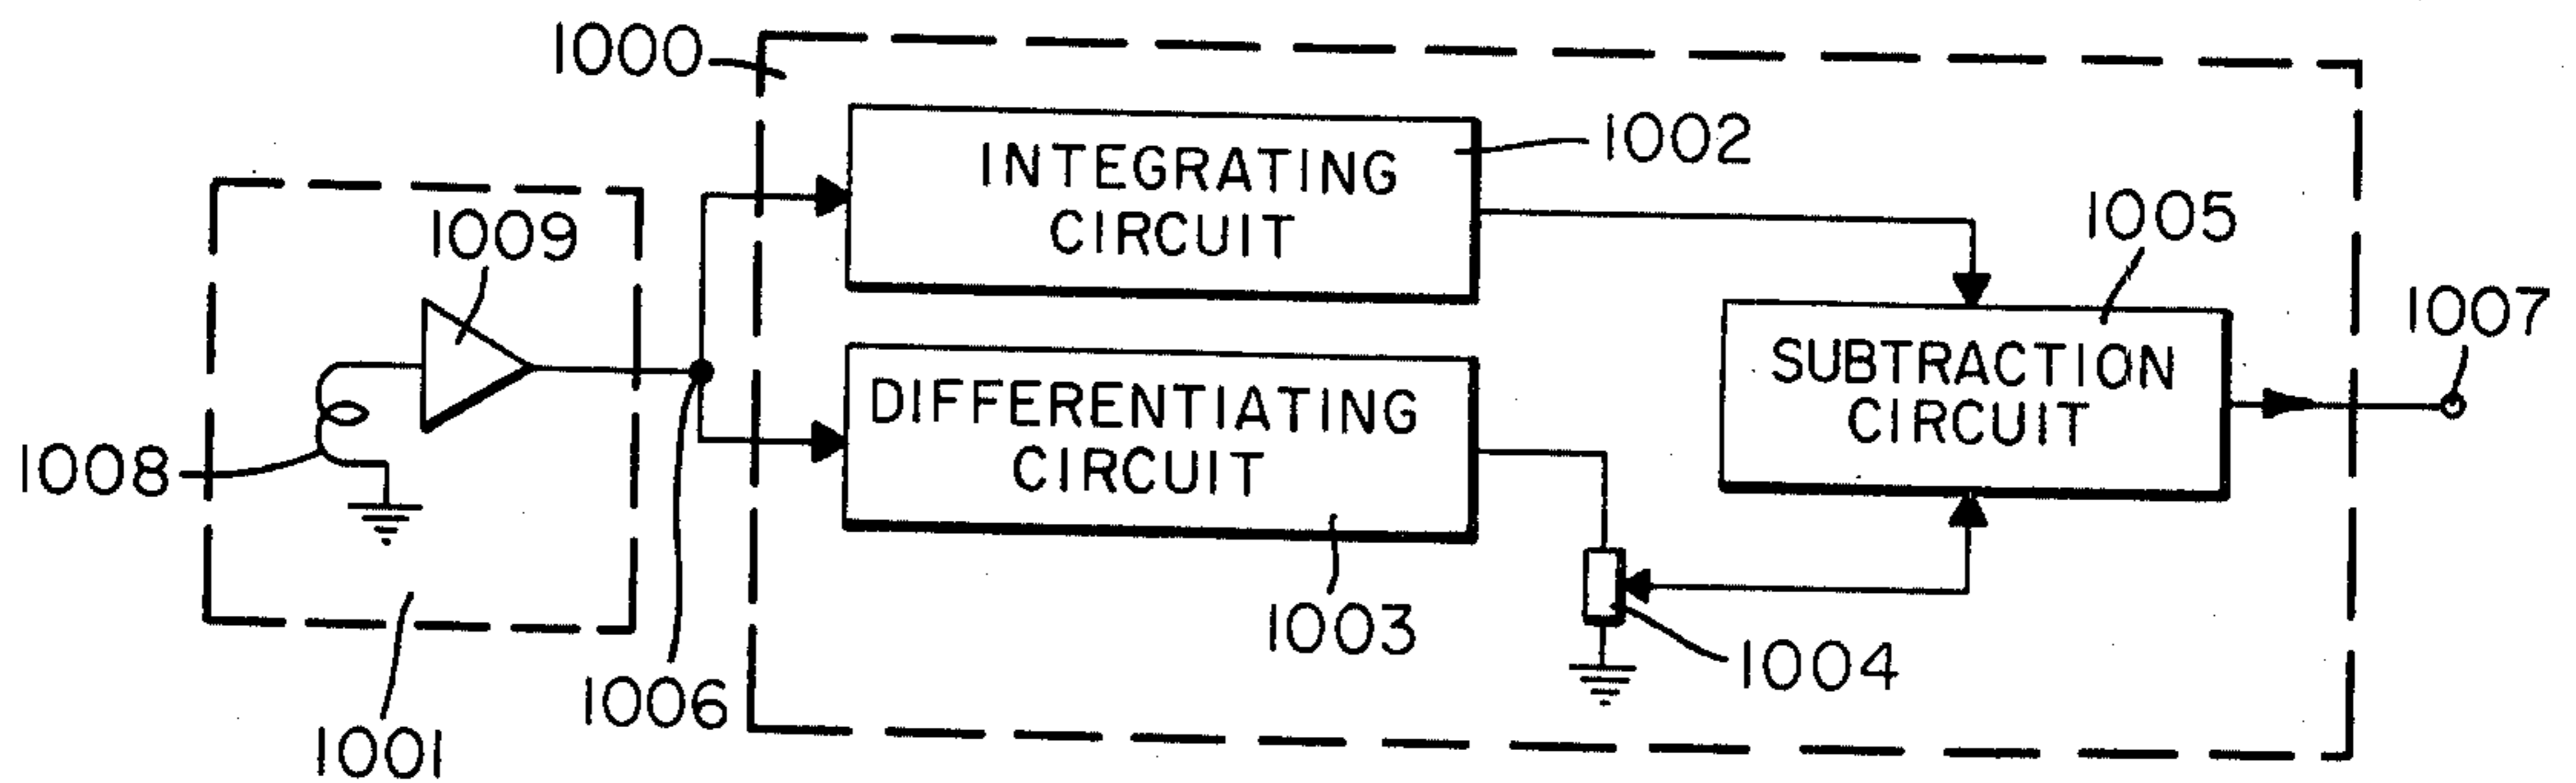 1000
INTEGRATING
CIRCUIT
1002
1009
1005
1007
DIFFERENTIATING
CIRCUIT
SUBTRACTION
CIRCUIT
1008
1003
1004
1006
1001